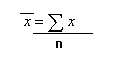 x̄ = ∑ x
n